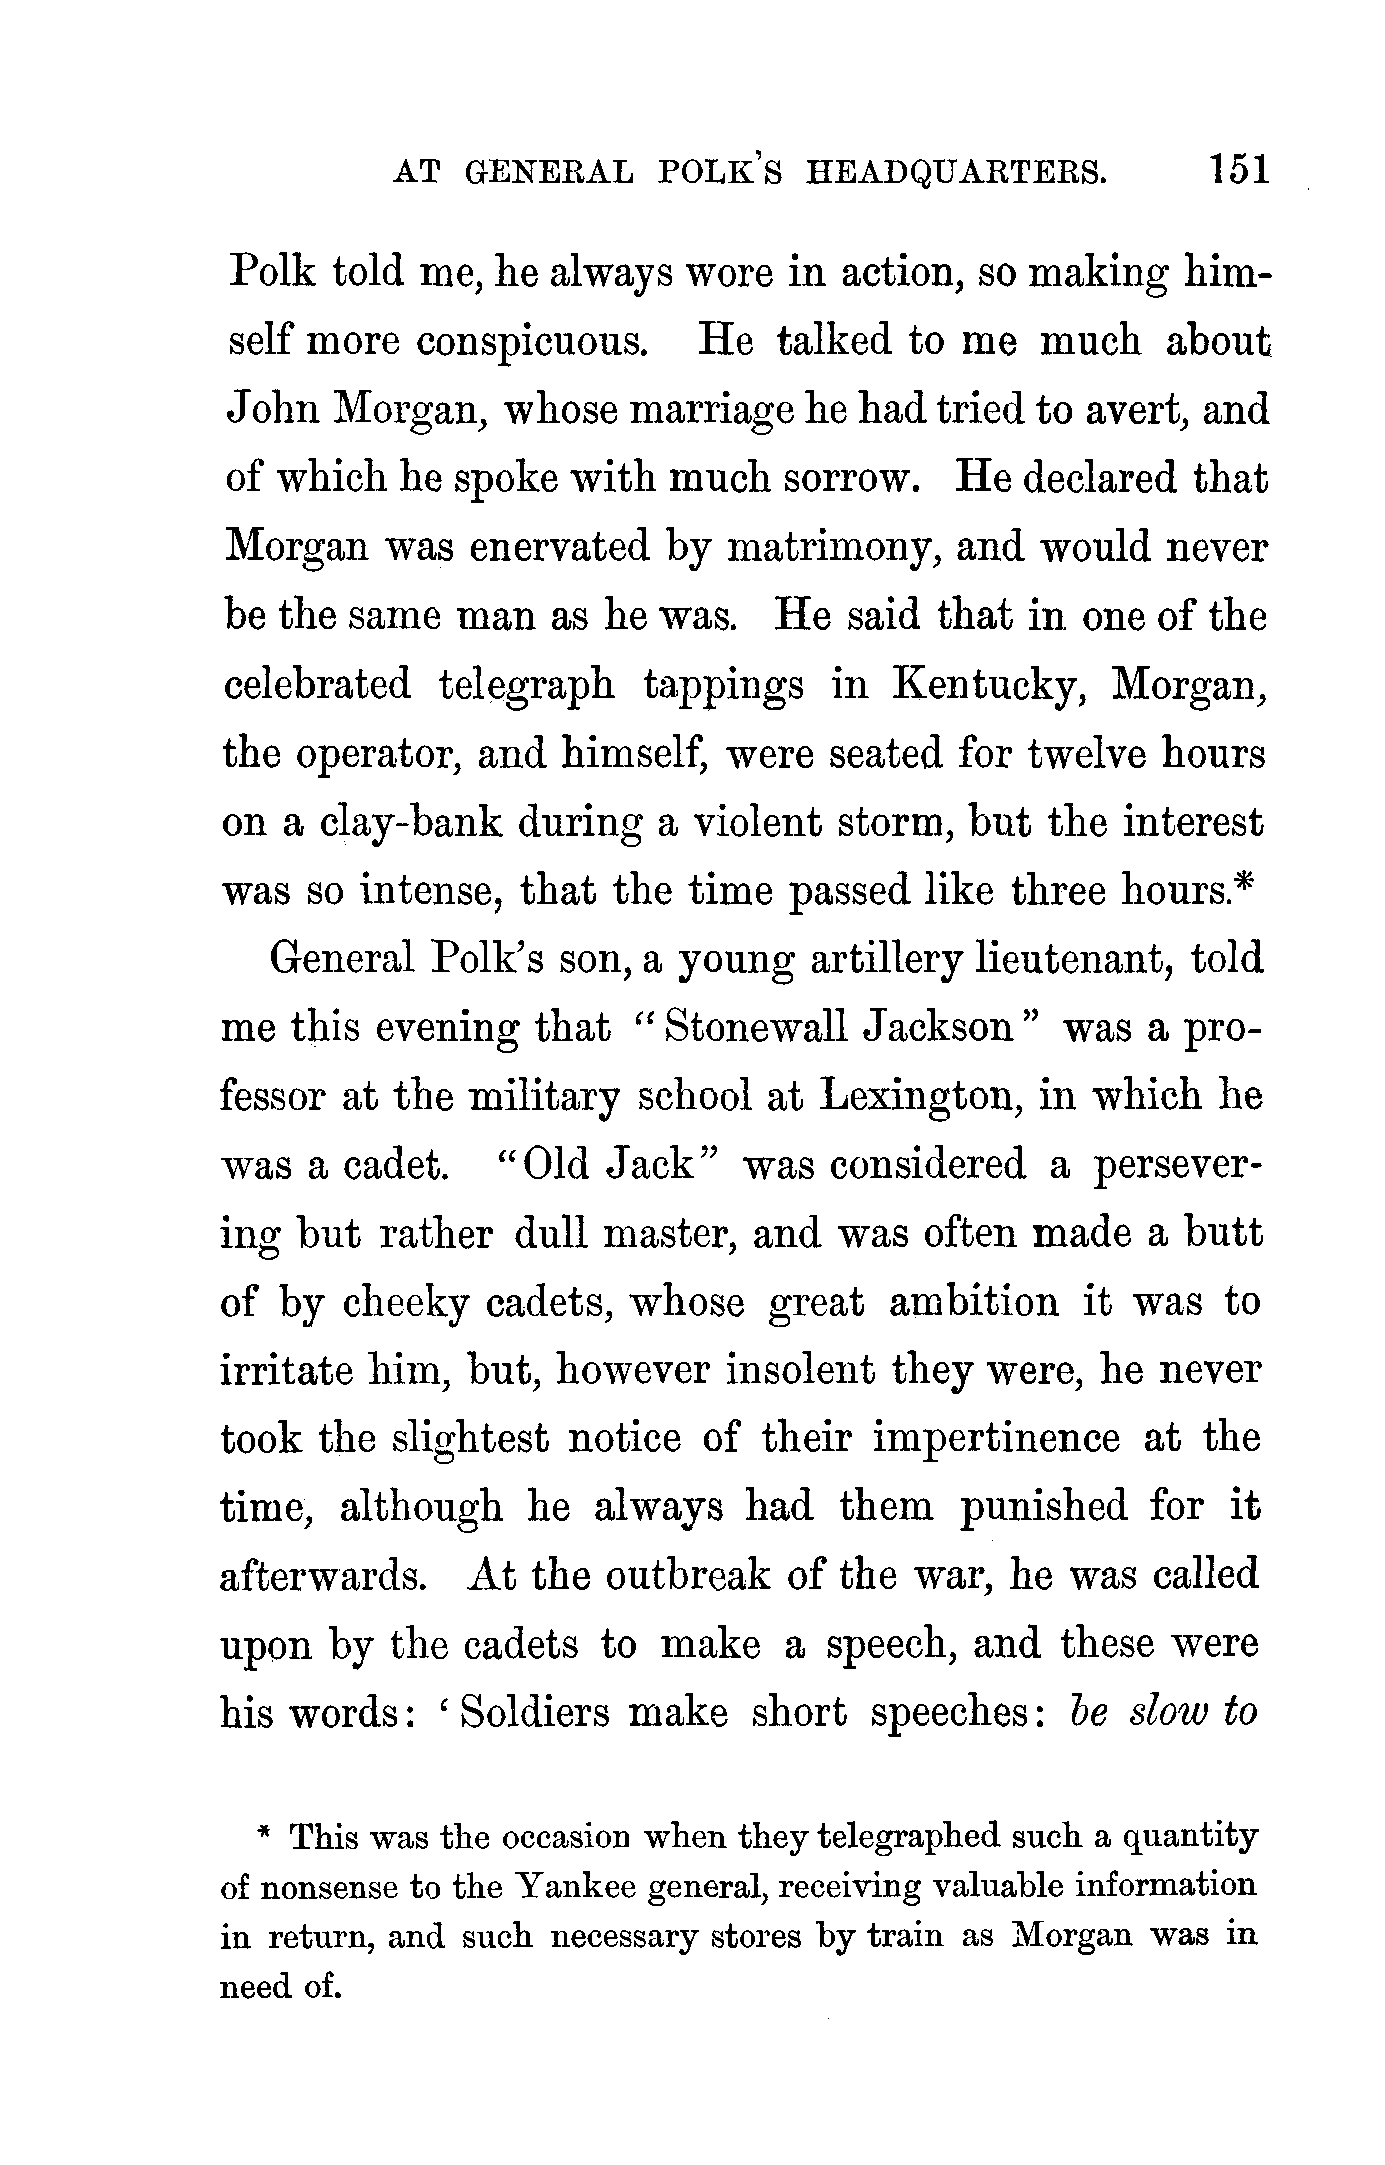 AT GENERAL POLK'S HEADQUARTERS. 151
Polk told me, he always wore in action, so making him-
self more conspicuous. He talked to me much about
John Morgan, whose marriage he had tried to avert, and
of which he spoke with much sorrow. He declared that
Morgan was enervated by matrimony, and would never
be the same man as he was. He said that in one of the
celebrated telegraph tappings in Kentucky, Morgan,
the operator, and himself, were seated for twelve hours
on a clay-bank during a violent storm, but the interest
was so intense, that the time passed like three hours.*
General Polk's son, a young artillery lieutenant, told
me this evening that “Stonewall Jackson” was a pro-
fessor at the military school at Lexington, in which he
was a cadet. “Old Jack” was considered a persever-
ing but rather dull master, and was often made a butt
of by cheeky cadets, whose great ambition it was to
irritate him, but, however insolent they were, he never
took the slightest notice of their impertinence at the
time, although he always had them punished for it
afterwards. At the outbreak of the war, he was called
upon by the cadets to make a speech, and these were
his words: ‘Soldiers make short speeches: be slow to
* This was the occasion when they telegraphed such a quantity
of nonsense to the Yankee general, receiving valuable information
in return, and such necessary stores by train as Morgan was in
need of.